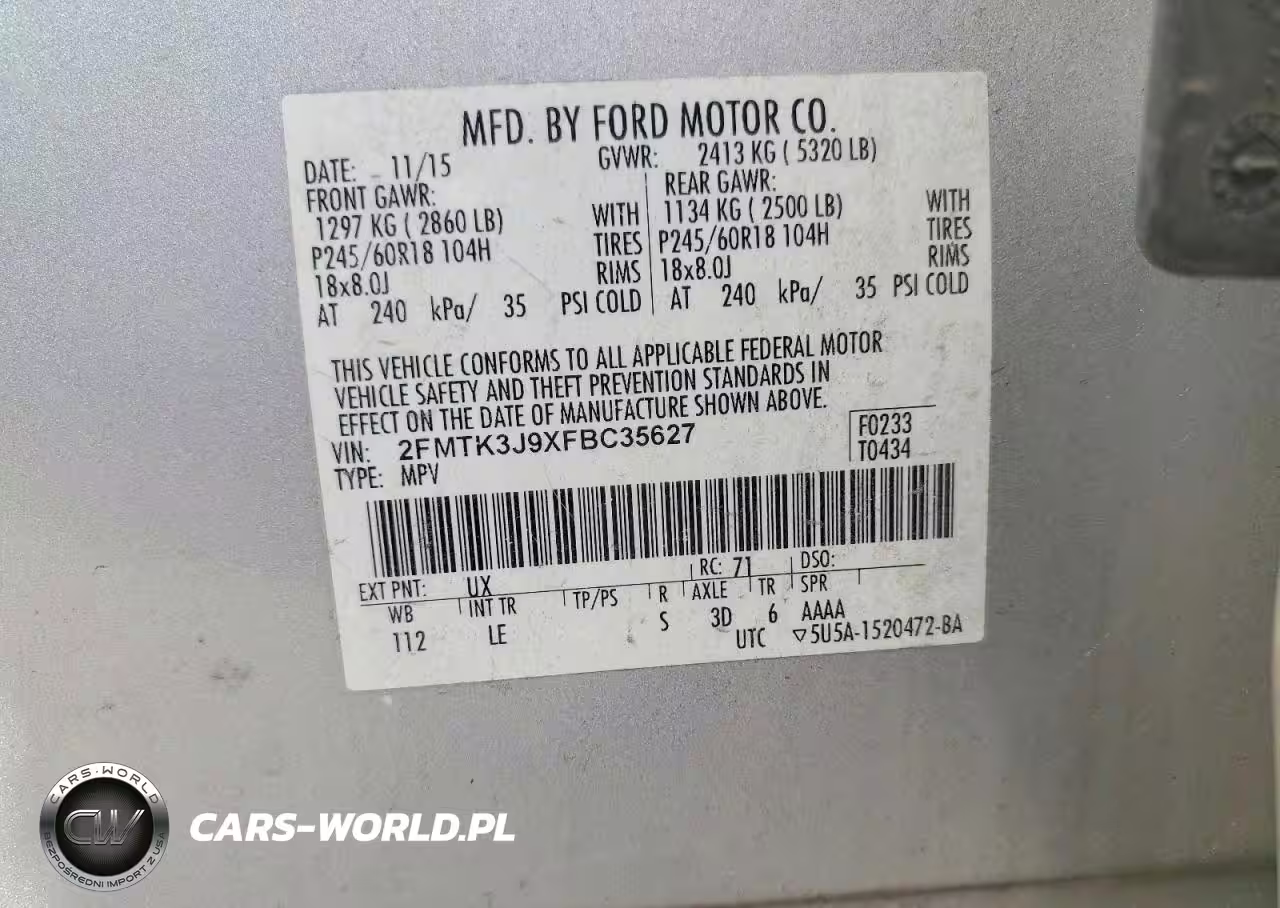 MFD. BY FORD MOTOR CO.
DATE: 11/15 GVWR: 2413 KG ( 5320 LB)
FRONT GAWR: REAR GAWR:
1297 KG ( 2860 LB) WITH 1134 KG ( 2500 LB) WITH
P245/60R18 104H TIRES P245/60R18 104H TIRES
18x8.0J RIMS 18x8.0J RIMS
AT 240 kPa/ 35 PSI COLD AT 240 kPa/ 35 PSI COLD
THIS VEHICLE CONFORMS TO ALL APPLICABLE FEDERAL MOTOR
VEHICLE SAFETY AND THEFT PREVENTION STANDARDS IN
EFFECT ON THE DATE OF MANUFACTURE SHOWN ABOVE.
VIN: 2FMTK3J9XFBC35627 F0233
TYPE: MPV T0434
EXT PNT: UX RC: 71 DSO:
WB INT TR TP/PS R AXLE TR SPR
112 LE S 3D 6 AAAA
UTC ▽5U5A-1520472-BA
CARS-WORLD
CW
BEZPOŚREDNI IMPORT Z USA
CARS-WORLD.PL